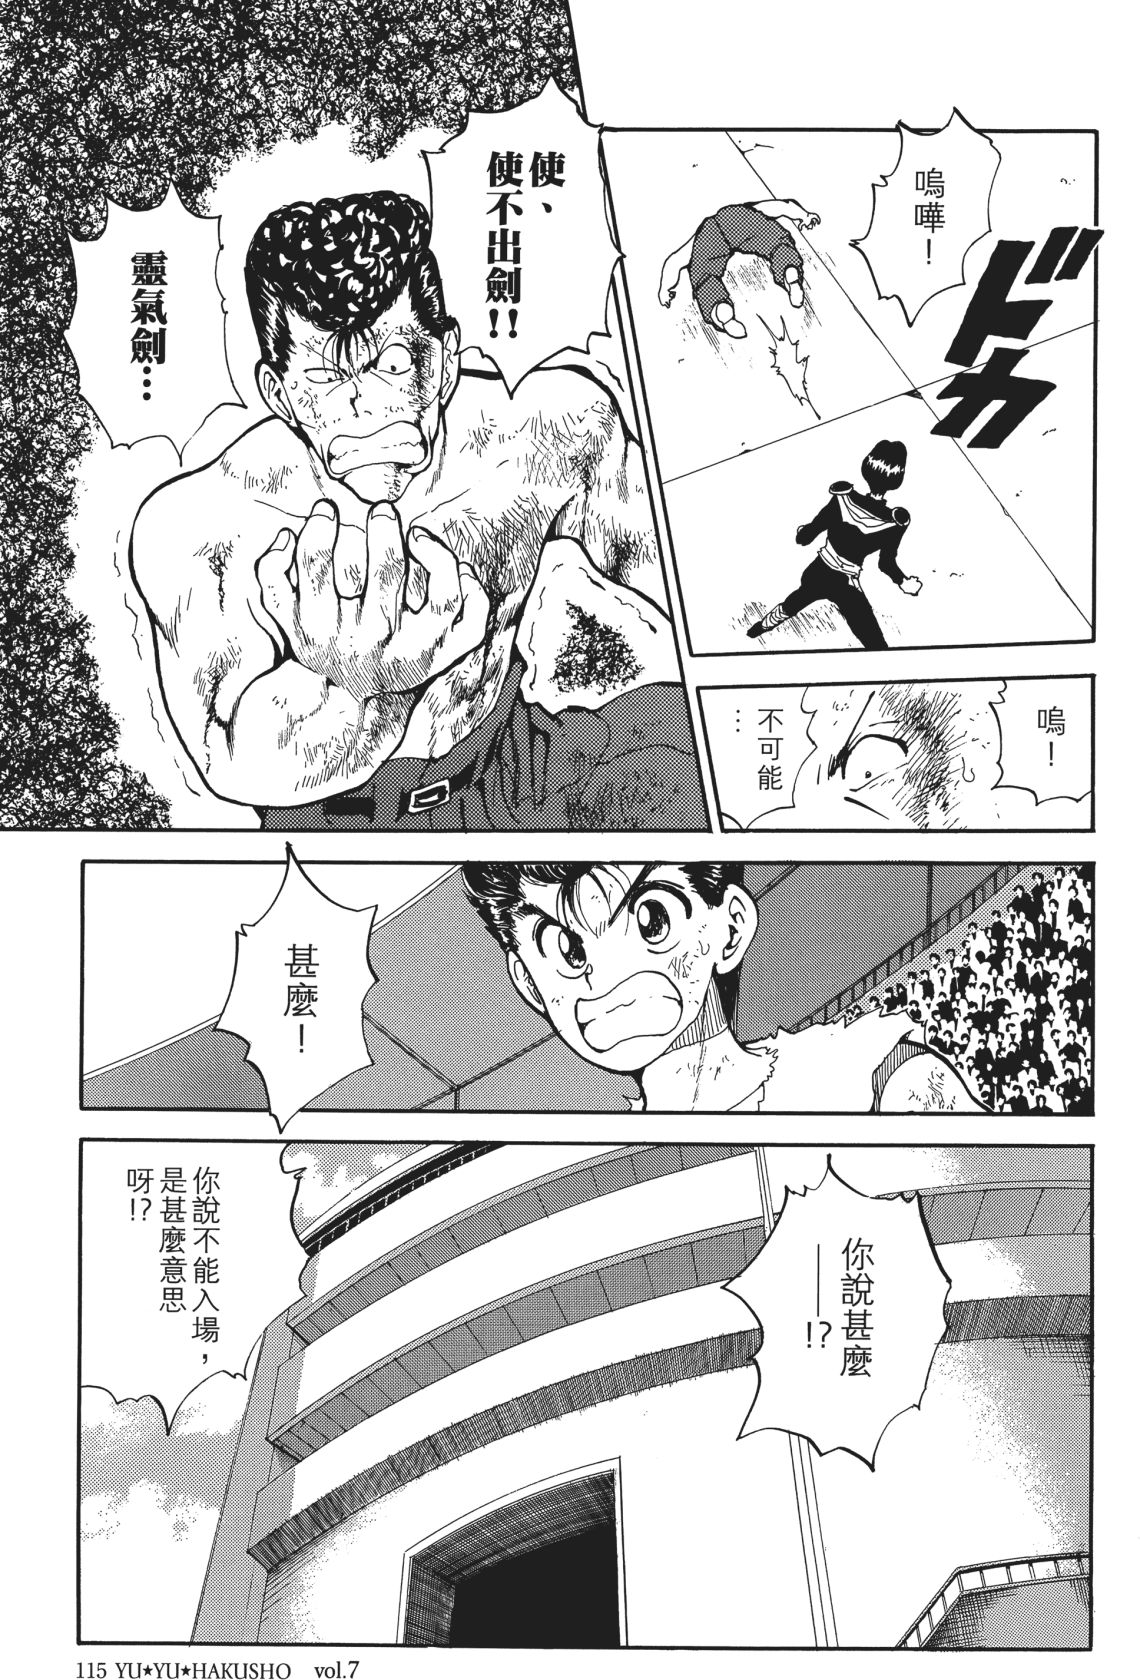 嗚嘩！
ドカ
嗚！
不可能
…
使、
使不出劍!!
靈氣劍…
甚麼！
你說甚麼
——!?
你說不能入場，
是甚麼意思
呀!?
115 YU★YU★HAKUSHO vol.7